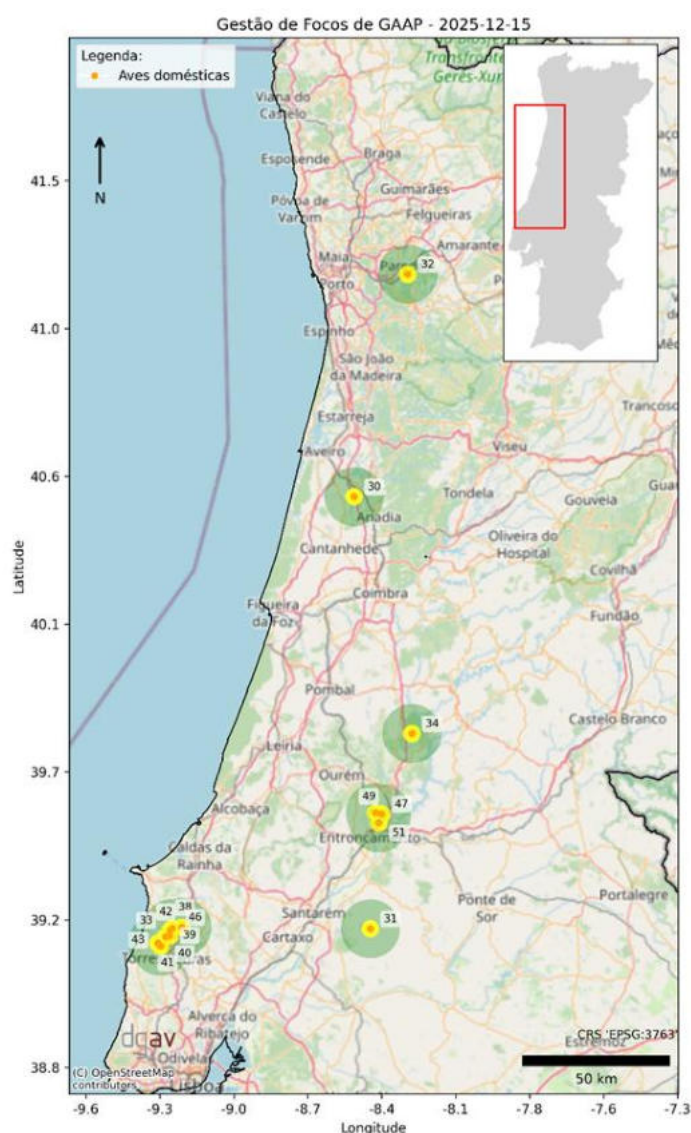 Gestão de Focos de GAAP - 2025-12-15
Legenda:
Aves domésticas
N
Transfronte
Gerês-Xur
Viana do
Castelo
Braga
Esposende
Guimarães
Póvoa de
Varzim
Felgueiras
Amarante
Maia
Porto
32
Espinho
São João
da Madeira
Estarreja
Trancoso
Aveiro
Viseu
30
Tondela
Gouveia
Anadia
Cantanhede
Oliveira do
Hospital
Covilhã
Coimbra
Figueira
da Foz
Fundão
Pombal
34
Castelo Branco
Leiria
Ourém
49
47
51
Alcobaça
Caldas da
Rainha
Ponte de
Sor
Portalegre
Santarém
31
Cartaxo
42
38
33
46
39
43
40
41
Alverca do
Ribatejo
dgav
Odivelas
Lisboa
Estremoz
CRS 'EPSG:3763'
50 km
(C) OpenStreetMap
contributors
41.5
41.0
40.6
40.1
39.7
39.2
38.8
Latitude
-9.6
-9.3
-9.0
-8.7
-8.4
-8.1
-7.8
-7.6
-7.3
Longitude